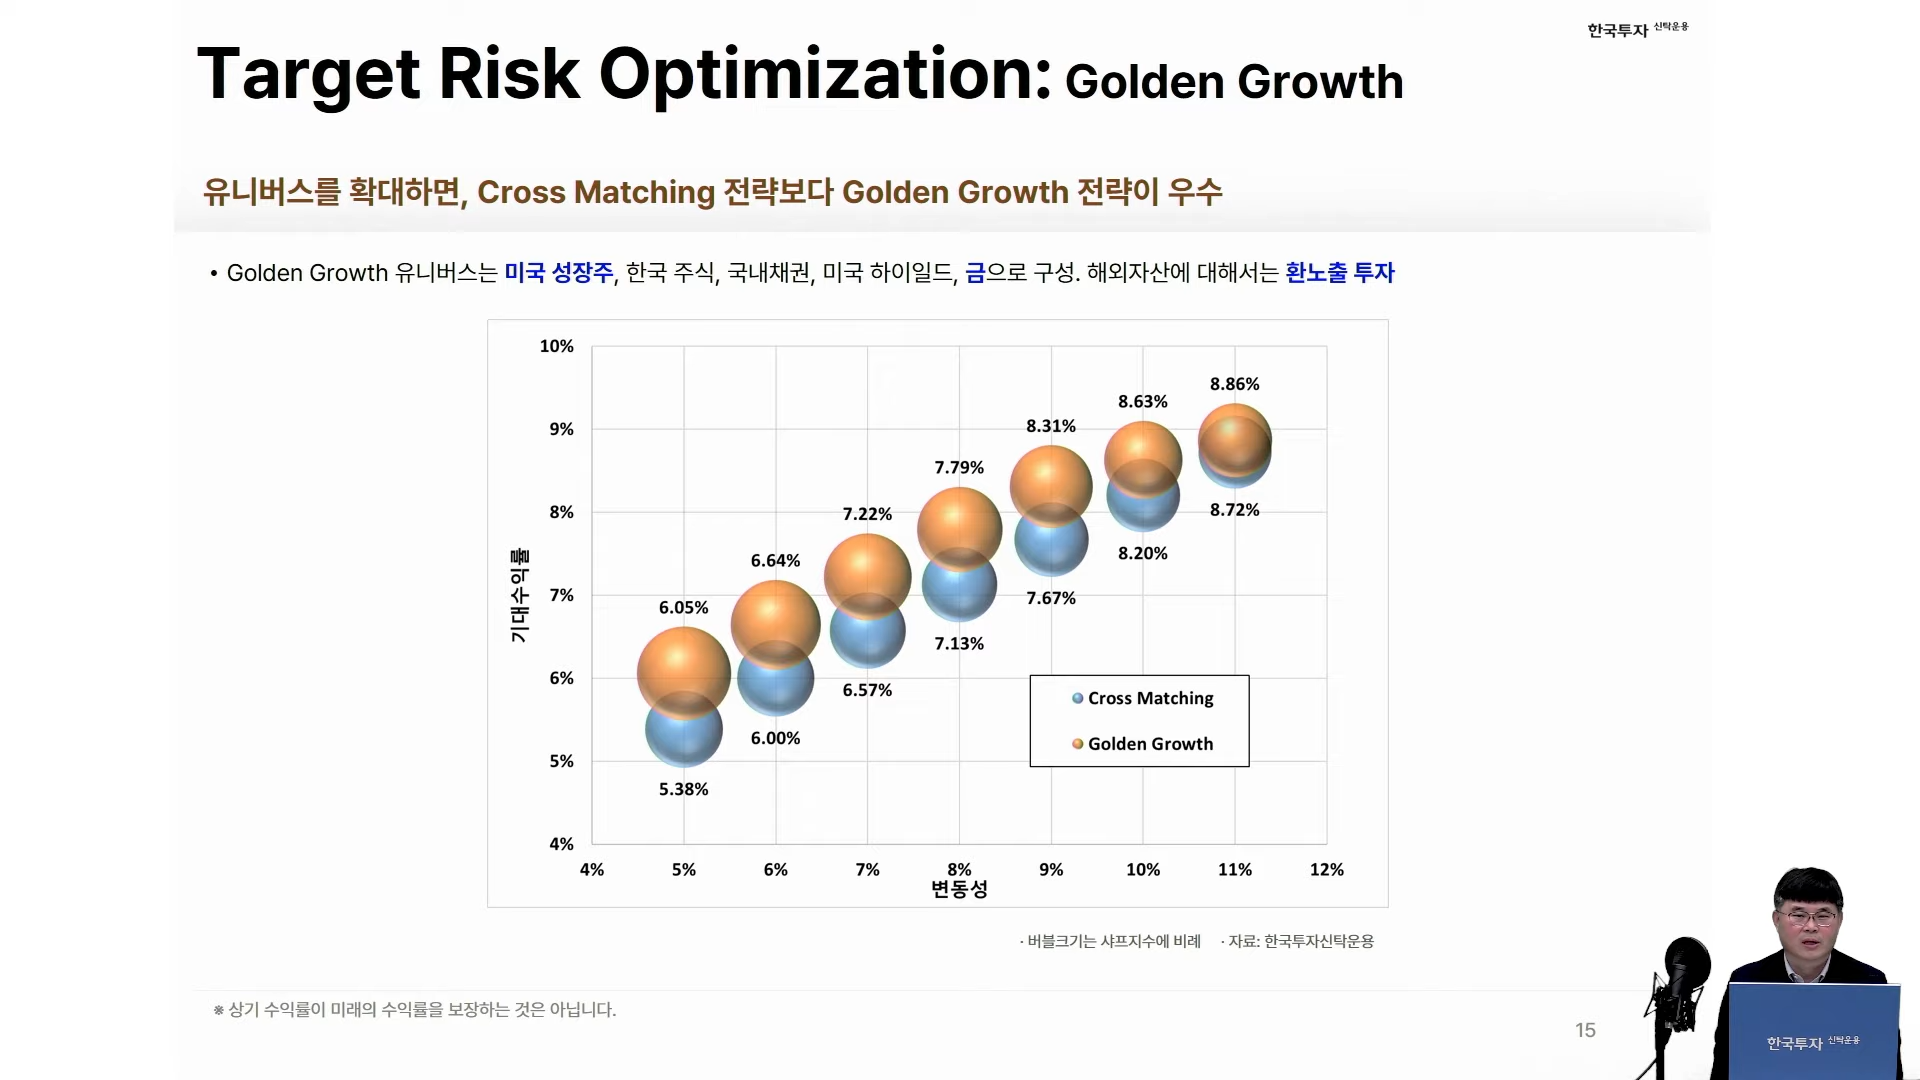 한국투자 신탁운용
Target Risk Optimization: Golden Growth
유니버스를 확대하면, Cross Matching 전략보다 Golden Growth 전략이 우수
• Golden Growth 유니버스는 미국 성장주, 한국 주식, 국내채권, 미국 하이일드, 금으로 구성. 해외자산에 대해서는 환노출 투자
10%
9%
8%
7%
6%
5%
4%
기대수익률
6.05%
6.64%
7.22%
7.79%
8.31%
8.63%
8.86%
5.38%
6.00%
6.57%
7.13%
7.67%
8.20%
8.72%
Cross Matching
Golden Growth
4% 5% 6% 7% 8% 9% 10% 11% 12%
변동성
· 버블크기는 샤프지수에 비례 · 자료: 한국투자신탁운용
※ 상기 수익률이 미래의 수익률을 보장하는 것은 아닙니다.
15
한국투자 신탁운용